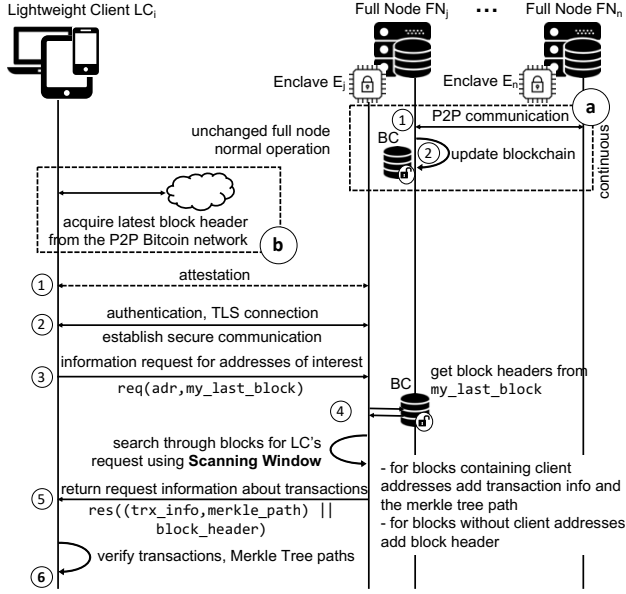 Lightweight Client LCi
Full Node FNj ... Full Node FNn
Enclave Ej
Enclave En
a
unchanged full node
normal operation
1
P2P communication
BC
2
update blockchain
continuous
acquire latest block header
from the P2P Bitcoin network
b
1
attestation
2
authentication, TLS connection
establish secure communication
information request for addresses of interest
3
req(adr,my_last_block)
get block headers from
my_last_block
BC
4
search through blocks for LC's
request using Scanning Window
- for blocks containing client
addresses add transaction info and
the merkle tree path
- for blocks without client addresses
add block header
5
return request information about transactions
res((trx_info,merkle_path) ||
block_header)
verify transactions, Merkle Tree paths
6